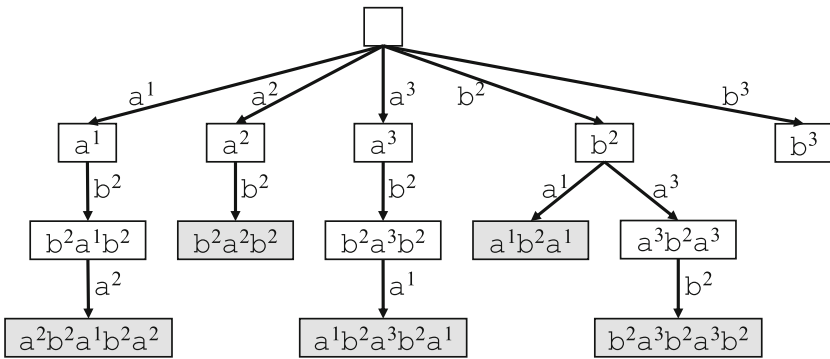 a¹ a² a³ b² b³
a¹ a² a³ b² b³
b² b² b² a¹ a³
b²a¹b² b²a²b² b²a³b² a¹b²a¹ a³b²a³
a² a¹ b²
a²b²a¹b²a² a¹b²a³b²a¹ b²a³b²a³b²